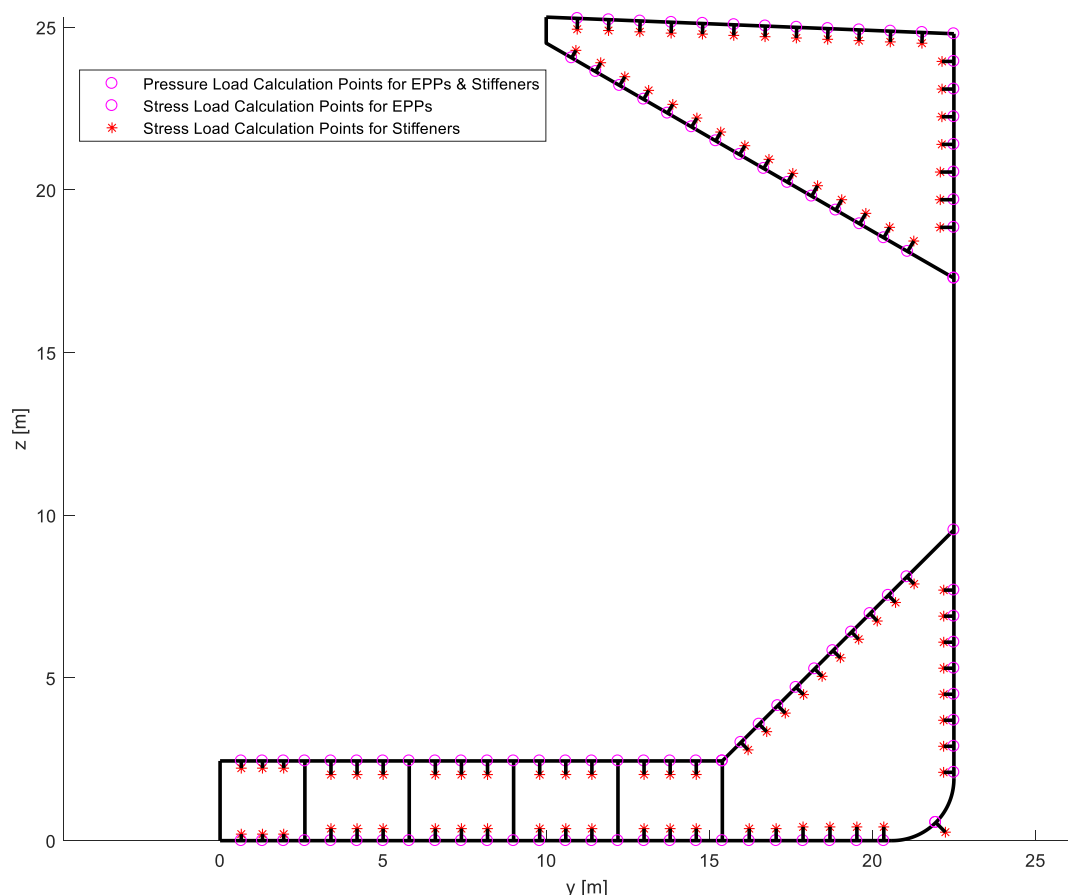 25
Pressure Load Calculation Points for EPPs & Stiffeners
Stress Load Calculation Points for EPPs
Stress Load Calculation Points for Stiffeners
20
15
z [m]
10
5
0
0 5 10 15 20 25
y [m]